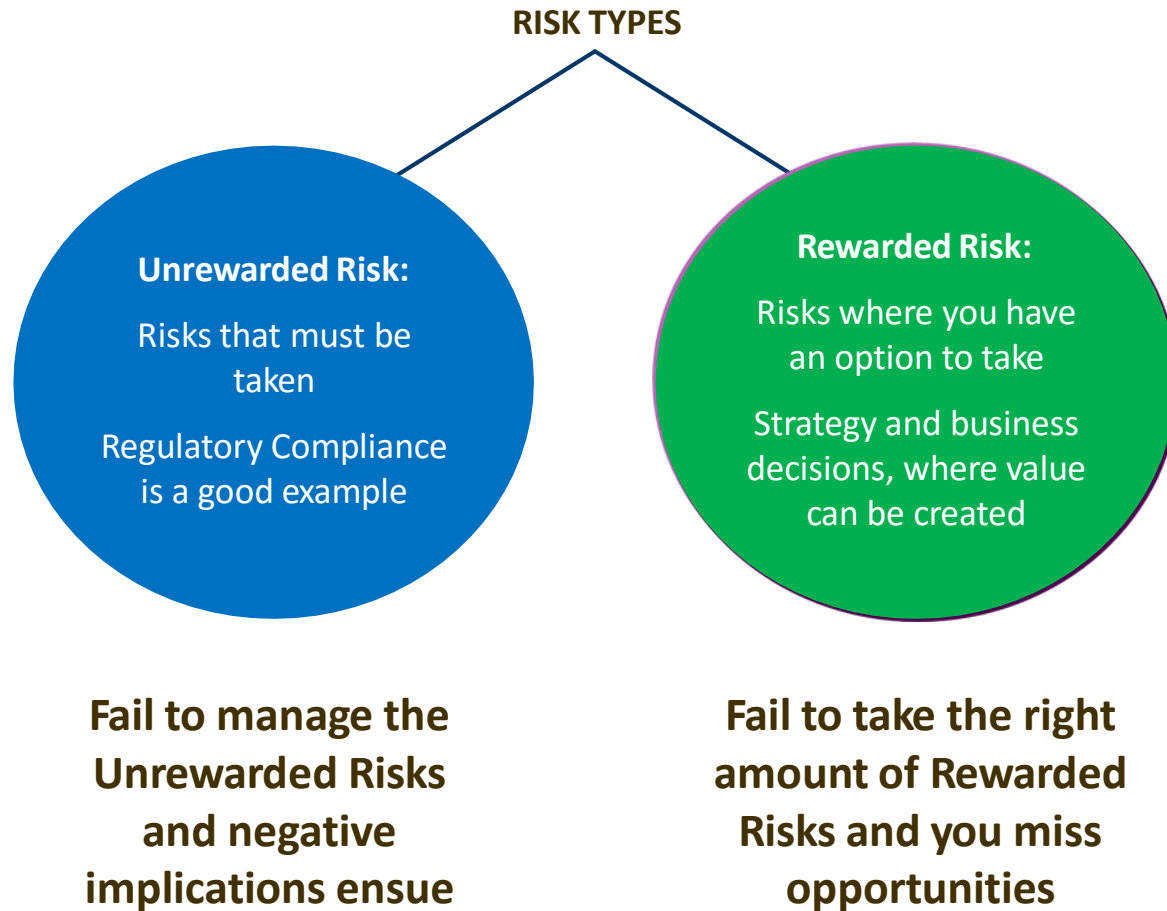 RISK TYPES
Unrewarded Risk:
Risks that must be
taken
Regulatory Compliance
is a good example
Rewarded Risk:
Risks where you have
an option to take
Strategy and business
decisions, where value
can be created
Fail to manage the
Unrewarded Risks
and negative
implications ensue
Fail to take the right
amount of Rewarded
Risks and you miss
opportunities